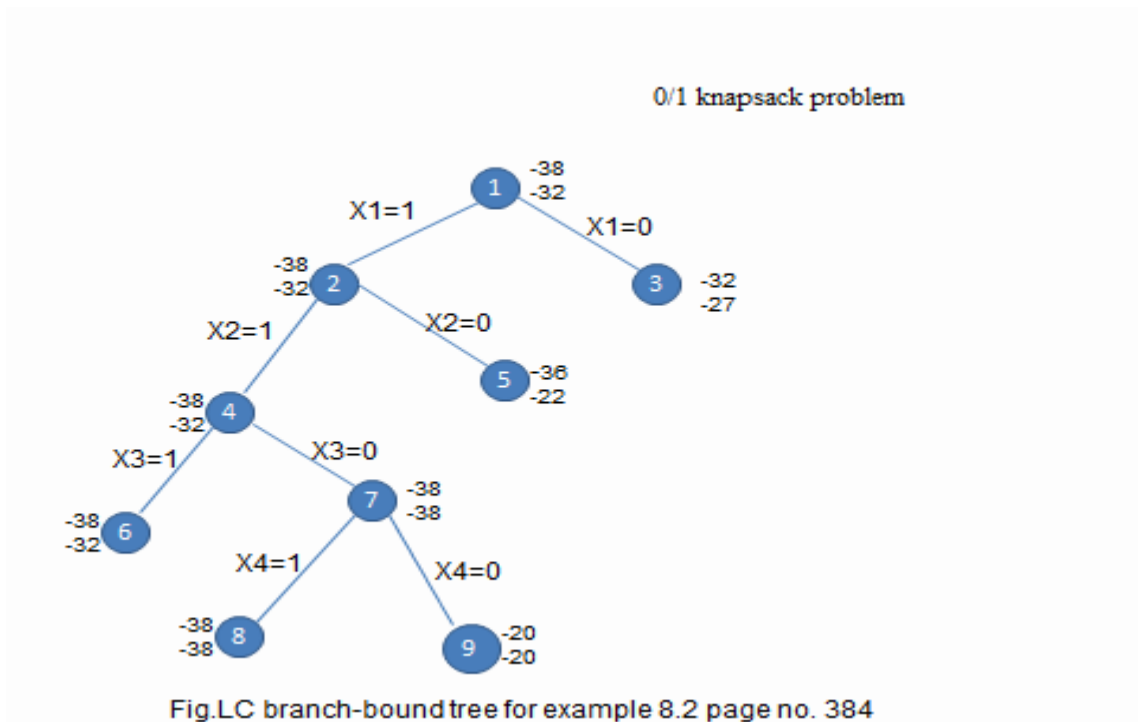 0/1 knapsack problem
1
-38
-32
X1=1
X1=0
-38
-32
2
3
-32
-27
X2=1
X2=0
5
-36
-22
-38
-32
4
X3=1
X3=0
7
-38
-38
-38
-32
6
X4=1
X4=0
-38
-38
8
9
-20
-20
Fig.LC branch-bound tree for example 8.2 page no. 384